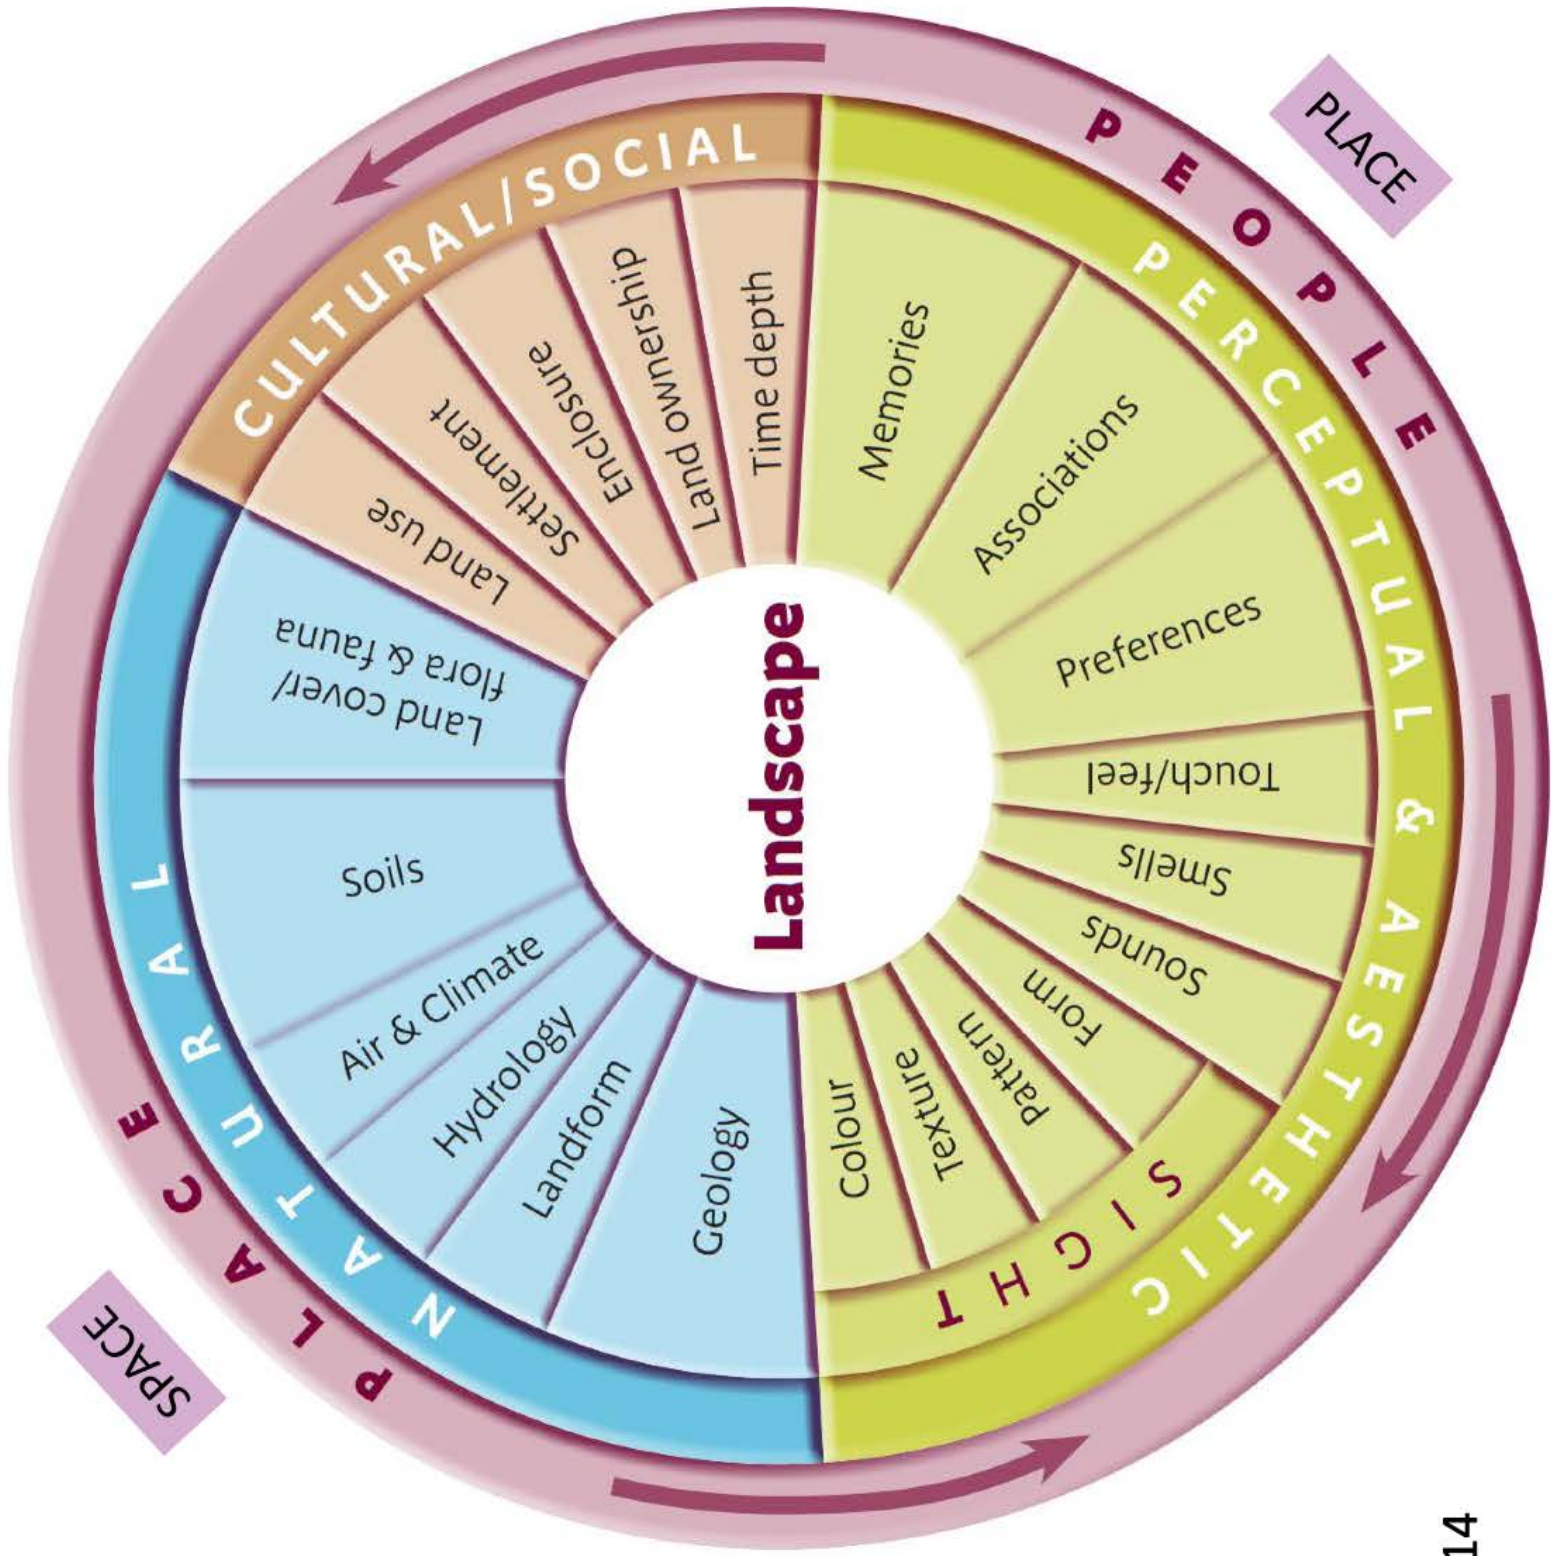 PEOPLE
PLACE
SPACE
PLACE
CULTURAL/SOCIAL
Land use
Settlement
Enclosure
Land ownership
Time depth
PERCEPTUAL & AESTHETIC
Memories
Associations
Preferences
Touch/feel
Smells
Sounds
SIGHT
Form
Pattern
Texture
Colour
NATURAL
Geology
Landform
Hydrology
Air & Climate
Soils
Land cover/
flora & fauna
Landscape
14